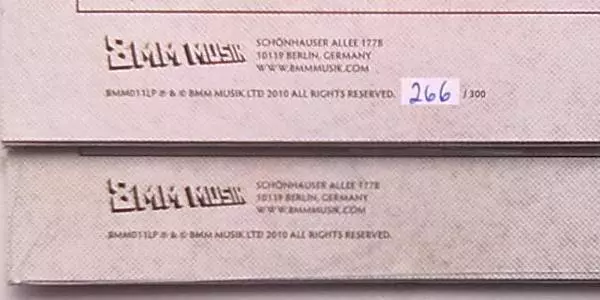 8MM MUSIK
SCHÖNHAUSER ALLEE 177B
10119 BERLIN, GERMANY
WWW.8MMMUSIK.COM
8MM011LP ℗ & © 8MM MUSIK LTD 2010 ALL RIGHTS RESERVED. 266 / 300
8MM MUSIK
SCHÖNHAUSER ALLEE 177B
10119 BERLIN, GERMANY
WWW.8MMMUSIK.COM
8MM011LP ℗ & © 8MM MUSIK LTD 2010 ALL RIGHTS RESERVED.